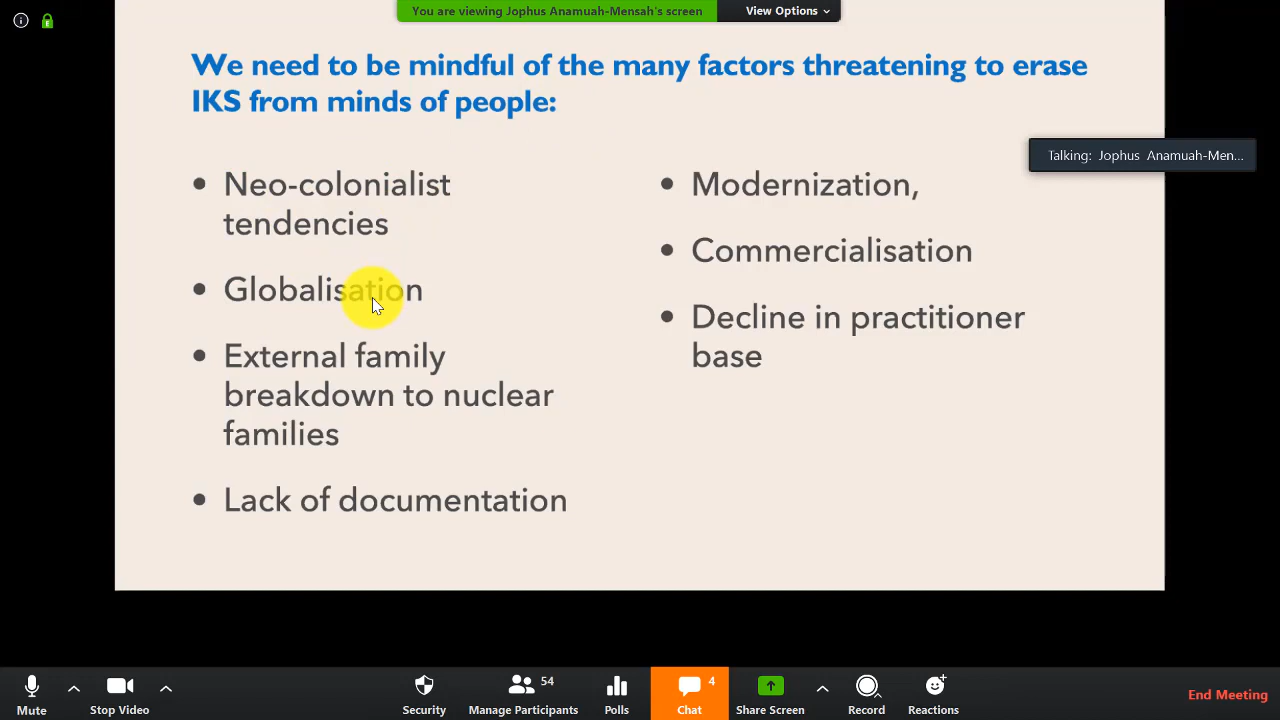 You are viewing Jophus Anamuah-Mensah's screen
View Options
We need to be mindful of the many factors threatening to erase
IKS from minds of people:
Talking: Jophus Anamuah-Men...
• Neo-colonialist
tendencies
• Globalisation
• External family
breakdown to nuclear
families
• Lack of documentation
• Modernization,
• Commercialisation
• Decline in practitioner
base
Mute
Stop Video
Security
54
Manage Participants
Polls
4
Chat
Share Screen
Record
Reactions
End Meeting